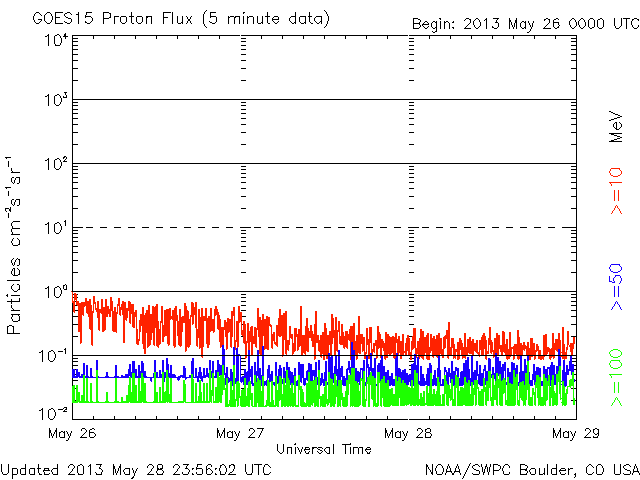 GOES15 Proton Flux (5 minute data)
Begin: 2013 May 26 0000 UTC
10⁴
10³
10²
10¹
10⁰
10⁻¹
10⁻²
Particles cm⁻²s⁻¹sr⁻¹
MeV
>=10
>=50
>=100
May 26
May 27
May 28
May 29
Universal Time
Updated 2013 May 28 23:56:02 UTC
NOAA/SWPC Boulder, CO USA